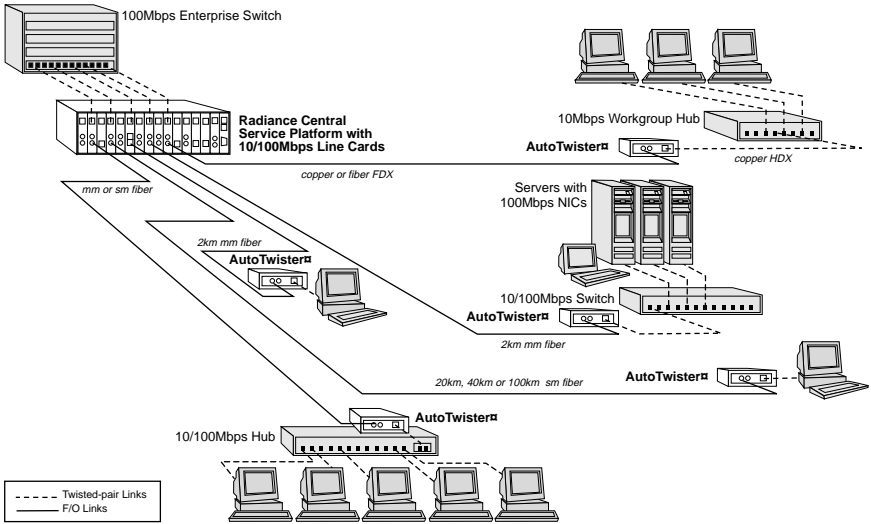 100Mbps Enterprise Switch
Radiance Central
Service Platform with
10/100Mbps Line Cards
10Mbps Workgroup Hub
AutoTwister¤
copper HDX
copper or fiber FDX
mm or sm fiber
Servers with
100Mbps NICs
2km mm fiber
AutoTwister¤
10/100Mbps Switch
AutoTwister¤
2km mm fiber
20km, 40km or 100km sm fiber
AutoTwister¤
AutoTwister¤
10/100Mbps Hub
Twisted-pair Links
F/O Links